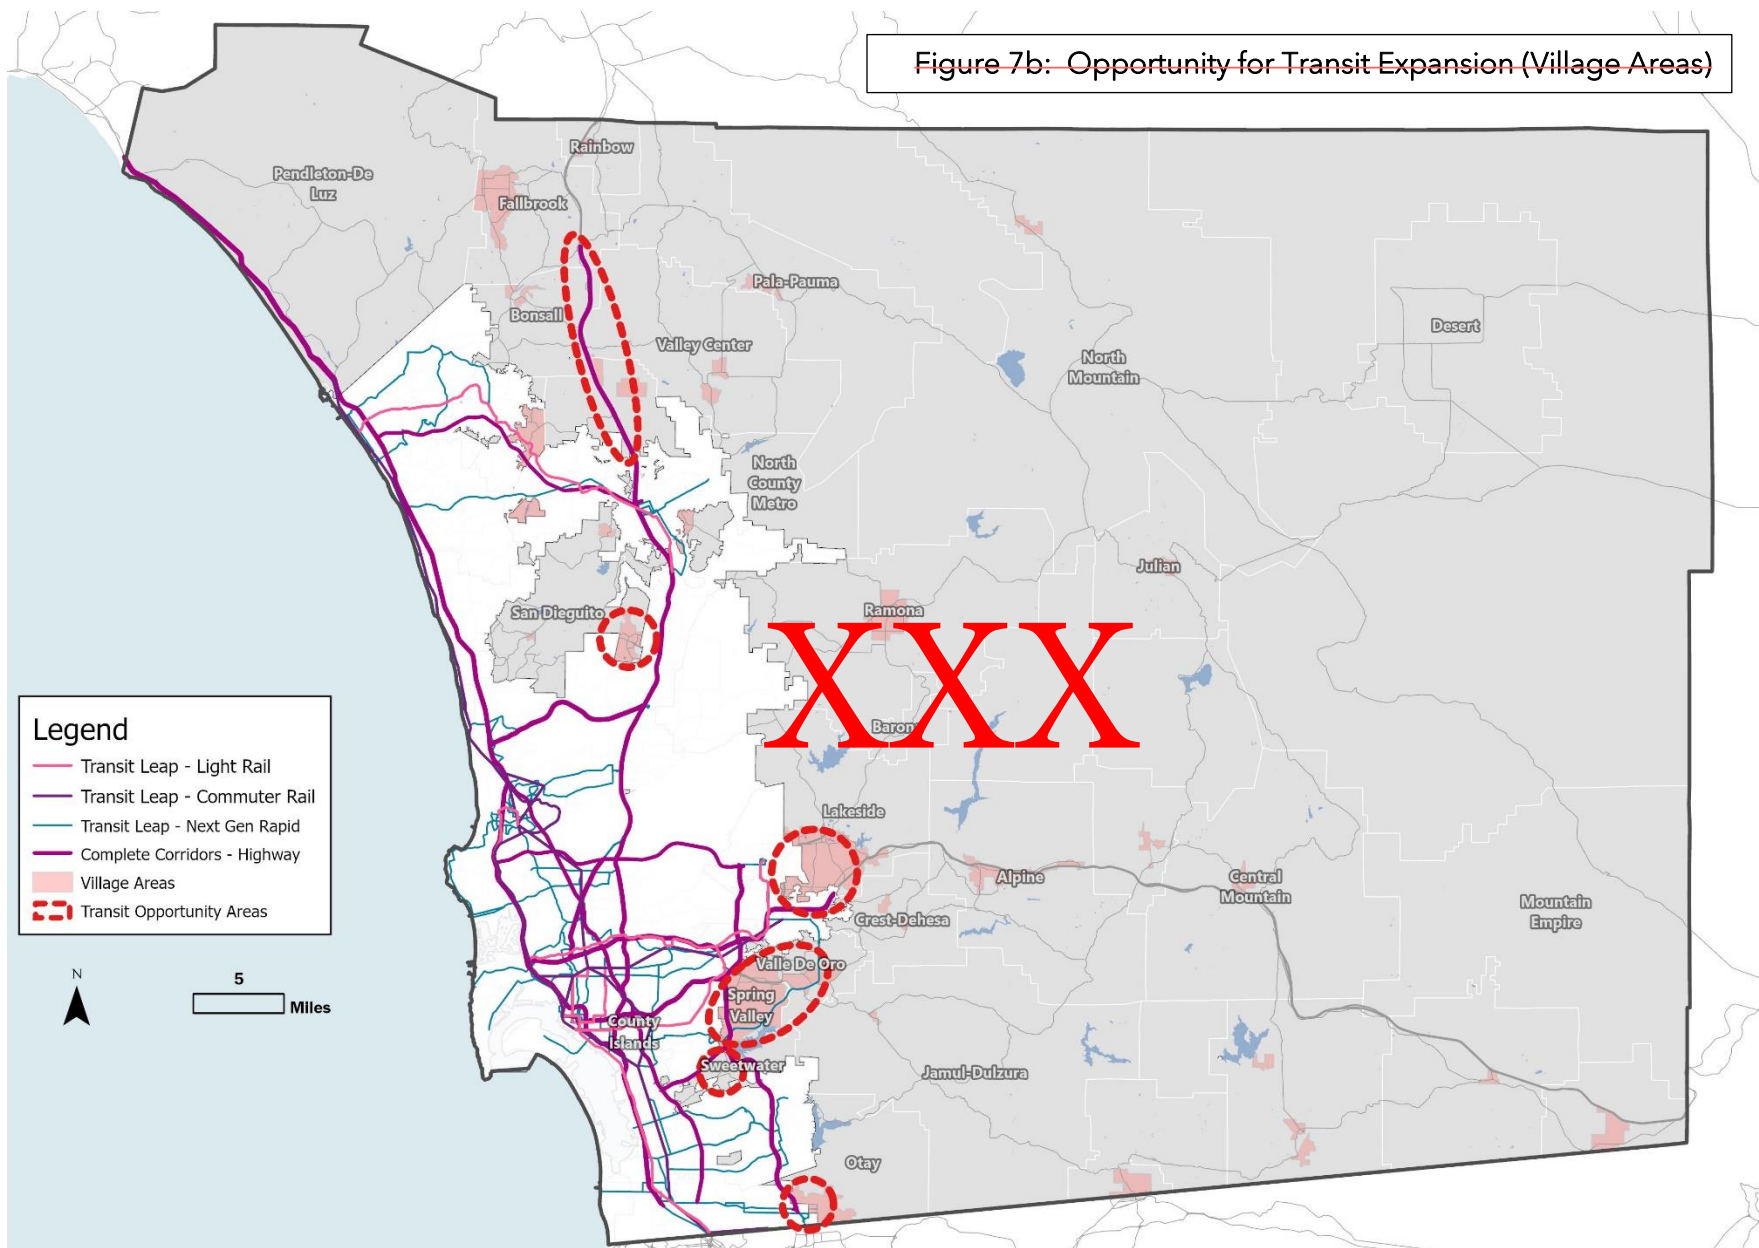 Figure 7b: Opportunity for Transit Expansion (Village Areas)
Rainbow
Pendleton-De
Luz
Fallbrook
Pala-Pauma
Bonsall
Desert
Valley Center
North
Mountain
North
County
Metro
Julian
San Dieguito
Ramona
XXX
Barona
Legend
Transit Leap - Light Rail
Transit Leap - Commuter Rail
Transit Leap - Next Gen Rapid
Complete Corridors - Highway
Village Areas
Transit Opportunity Areas
Lakeside
Alpine
Central
Mountain
Mountain
Empire
Crest-Dehesa
Valle De Oro
N
5
Miles
Spring
Valley
County
Islands
Sweetwater
Jamul-Dulzura
Otay